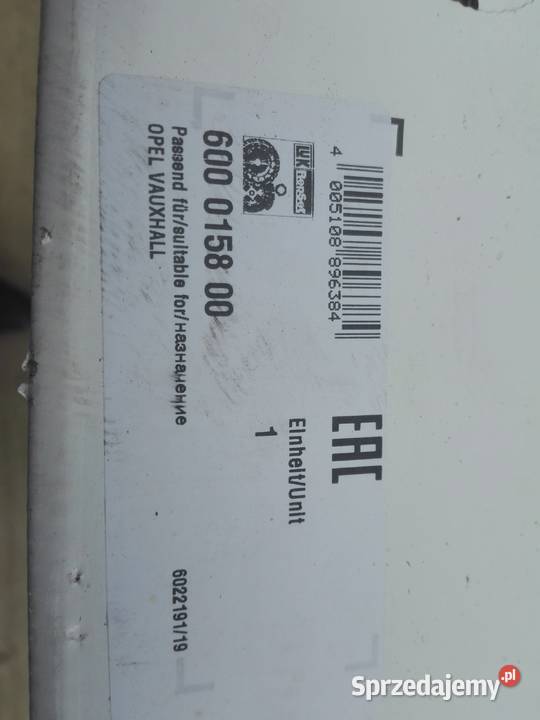 LUK RepSet
4 005108 896384
600 0158 00
Passend für/suitable for/назначение
OPEL VAUXHALL
EAC
Einheit/Unit
1
6022191/19
Sprzedajemy.pl